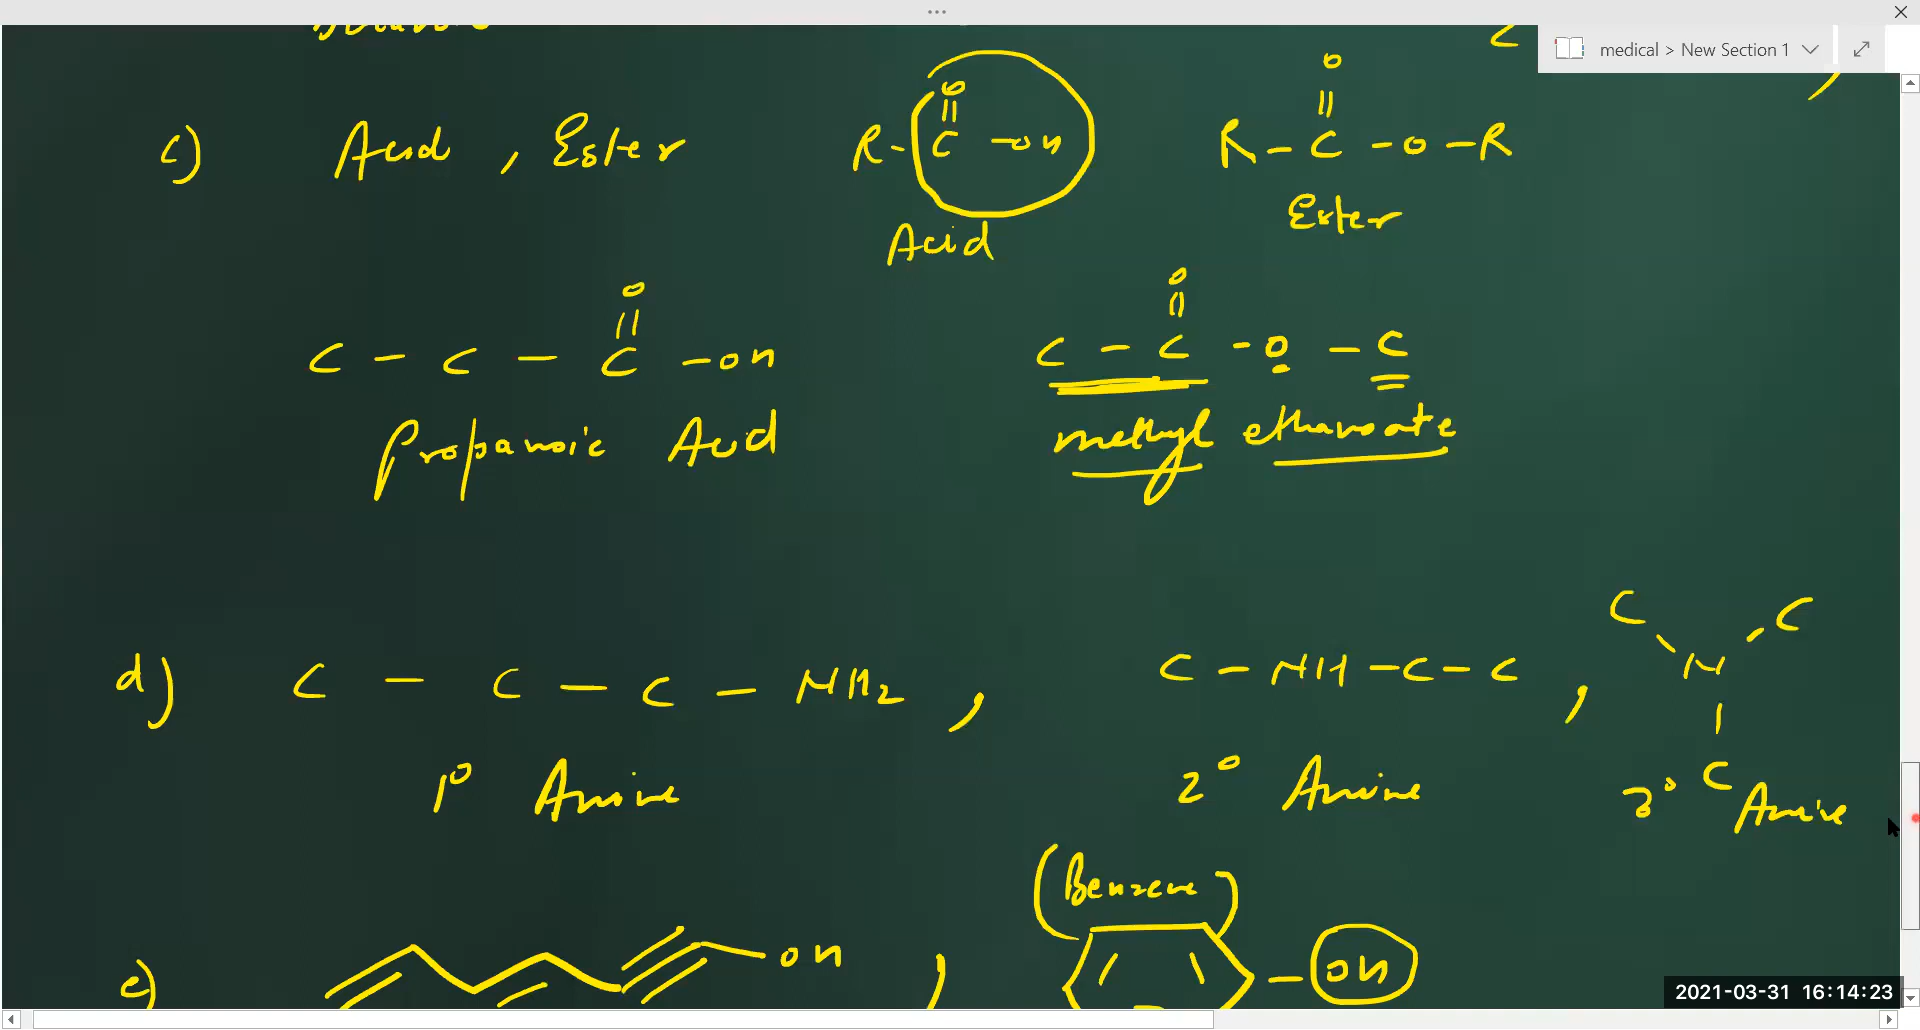 ...
medical > New Section 1
c) Acid , Ester R - C - OH R - C - O - R
O
||
O
||
Acid Ester
O
||
O
||
C - C - C - OH C - C - O - C
Propanoic Acid methyl ethanoate
d) C - C - C - NH2 , C - NH - C - C , C N C
|
C
1° Amine 2° Amine 3° Amine
(Benzene)
e) OH , - OH
2021-03-31 16:14:23